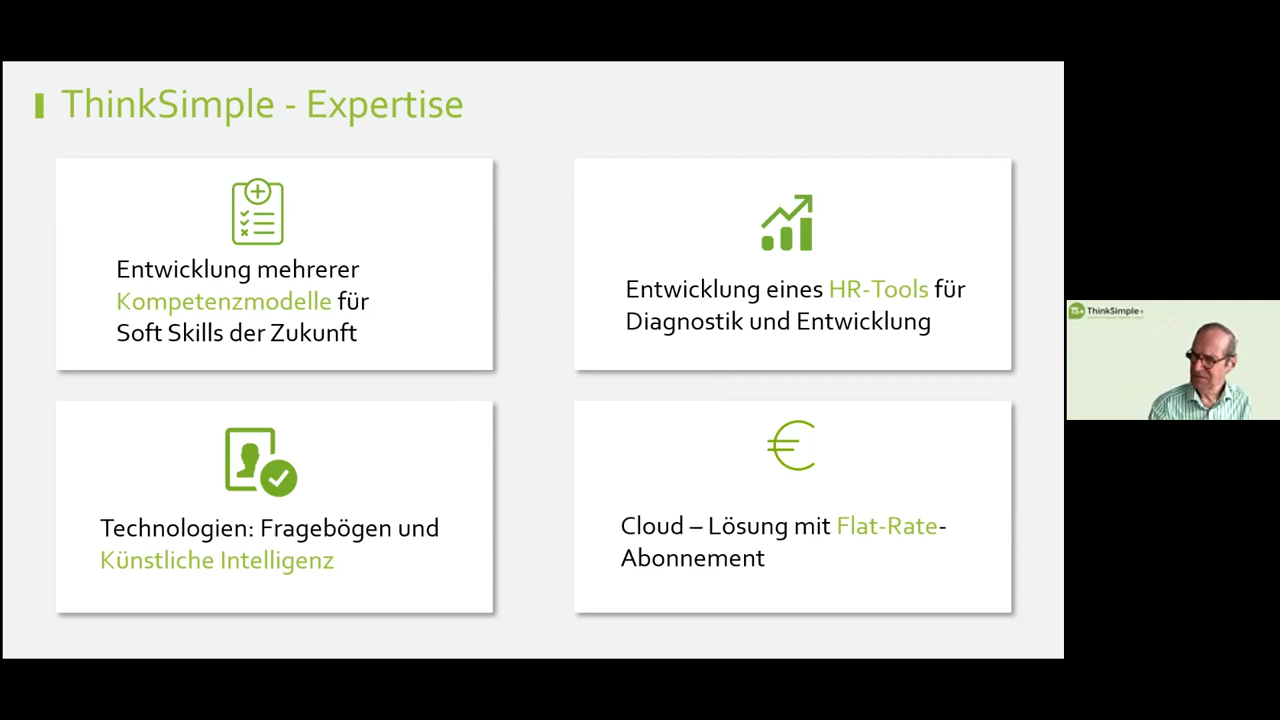 ThinkSimple - Expertise
Entwicklung mehrerer
Kompetenzmodelle für
Soft Skills der Zukunft
Entwicklung eines HR-Tools für
Diagnostik und Entwicklung
Technologien: Fragebögen und
Künstliche Intelligenz
€
Cloud – Lösung mit Flat-Rate-
Abonnement
TS+ ThinkSimple+